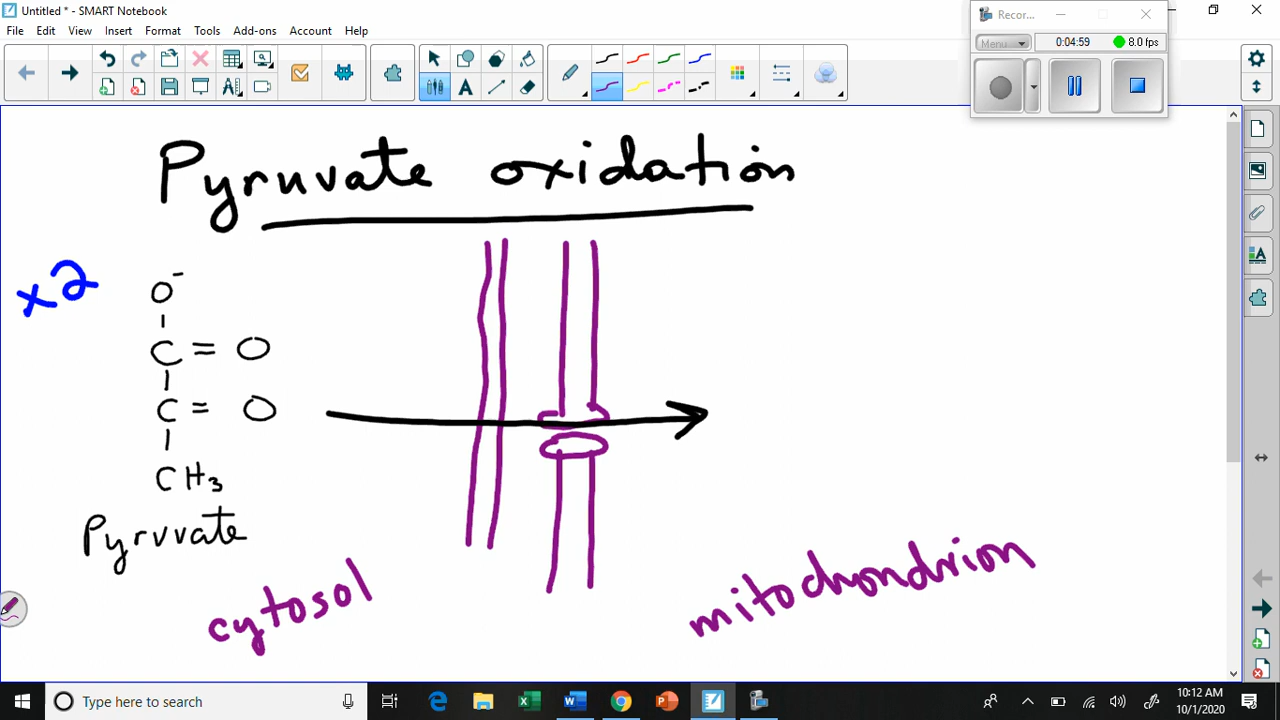 Untitled * - SMART Notebook
Recor...
File Edit View Insert Format Tools Add-ons Account Help
Menu 0:04:59 8.0 fps
Pyruvate oxidation
x2
O⁻
C = O
C = O
CH₃
Pyruvate
cytosol
mitochondrion
Type here to search
10:12 AM
10/1/2020